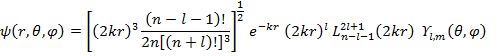 ψ(r, θ, φ) = [(2kr)³ (n − l − 1)! / 2n[(n + l)!]³]^(1/2) e^(−kr) (2kr)^l L_(n−l−1)^(2l+1)(2kr) Y_(l,m)(θ, φ)